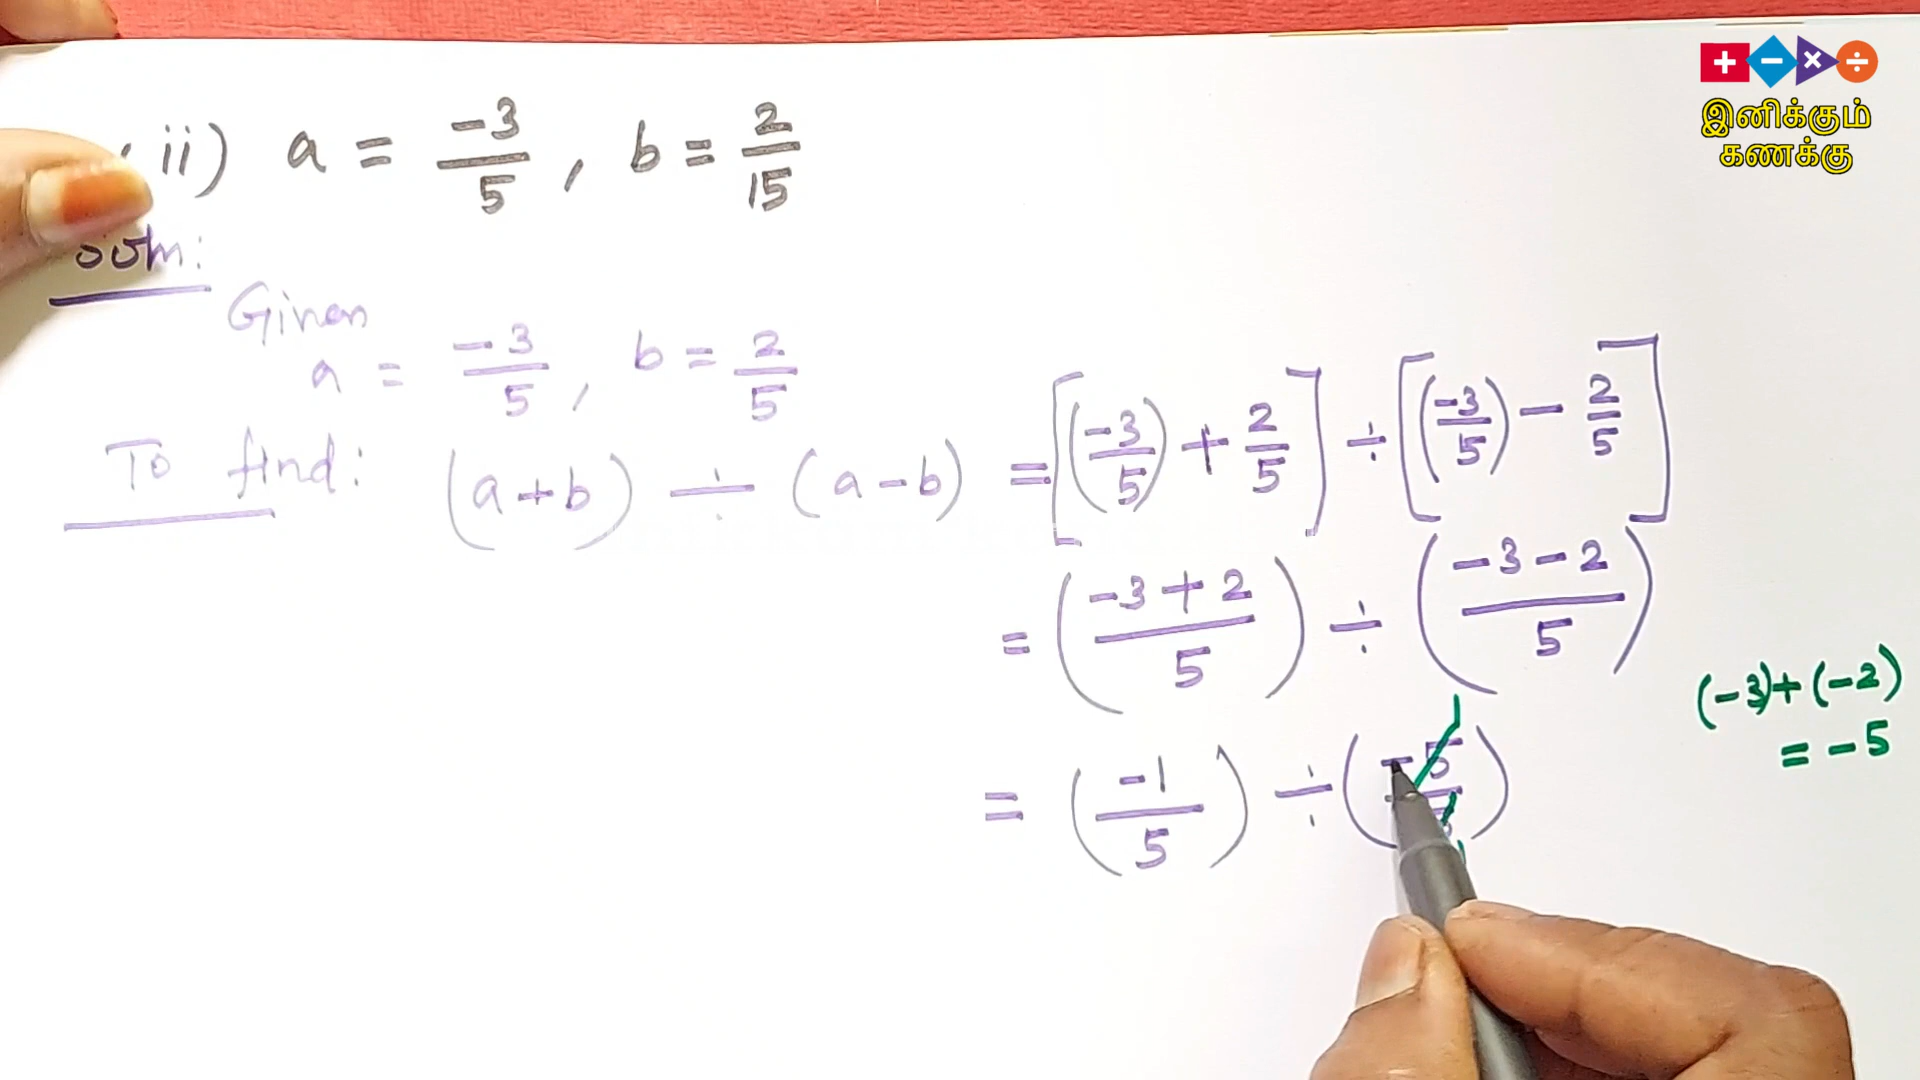 இனிக்கும்
கணக்கு
ii) a = -3/5 , b = 2/15
Soln:
Given
a = -3/5 , b = 2/5
To find: (a+b) ÷ (a-b) = [(-3/5) + 2/5] ÷ [(-3/5) - 2/5]
= (-3+2/5) ÷ (-3-2/5)
(-3)+(-2)
= -5
= (-1/5) ÷ (-5/5)